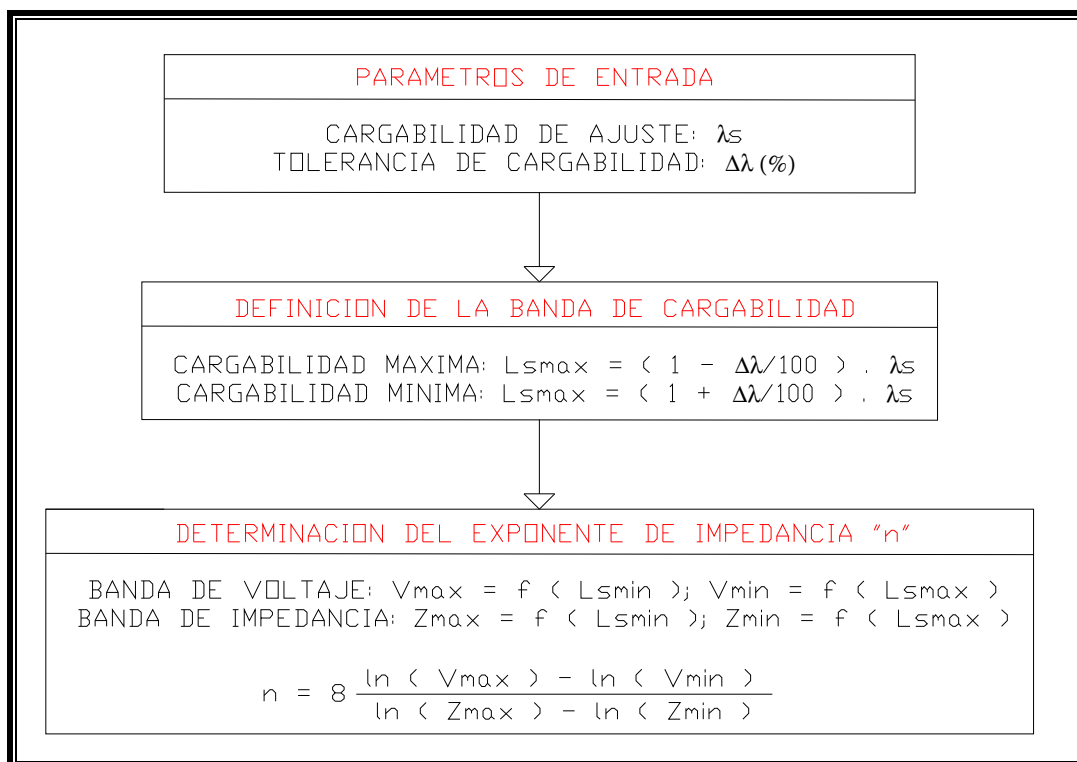 PARAMETROS DE ENTRADA
CARGABILIDAD DE AJUSTE: λs
TOLERANCIA DE CARGABILIDAD: Δλ (%)
DEFINICION DE LA BANDA DE CARGABILIDAD
CARGABILIDAD MAXIMA: Lsmax = ( 1 - Δλ/100 ) . λs
CARGABILIDAD MINIMA: Lsmax = ( 1 + Δλ/100 ) . λs
DETERMINACION DEL EXPONENTE DE IMPEDANCIA "n"
BANDA DE VOLTAJE: Vmax = f ( Lsmin ); Vmin = f ( Lsmax )
BANDA DE IMPEDANCIA: Zmax = f ( Lsmin ); Zmin = f ( Lsmax )
ln ( Vmax ) - ln ( Vmin )
n = 8
ln ( Zmax ) - ln ( Zmin )